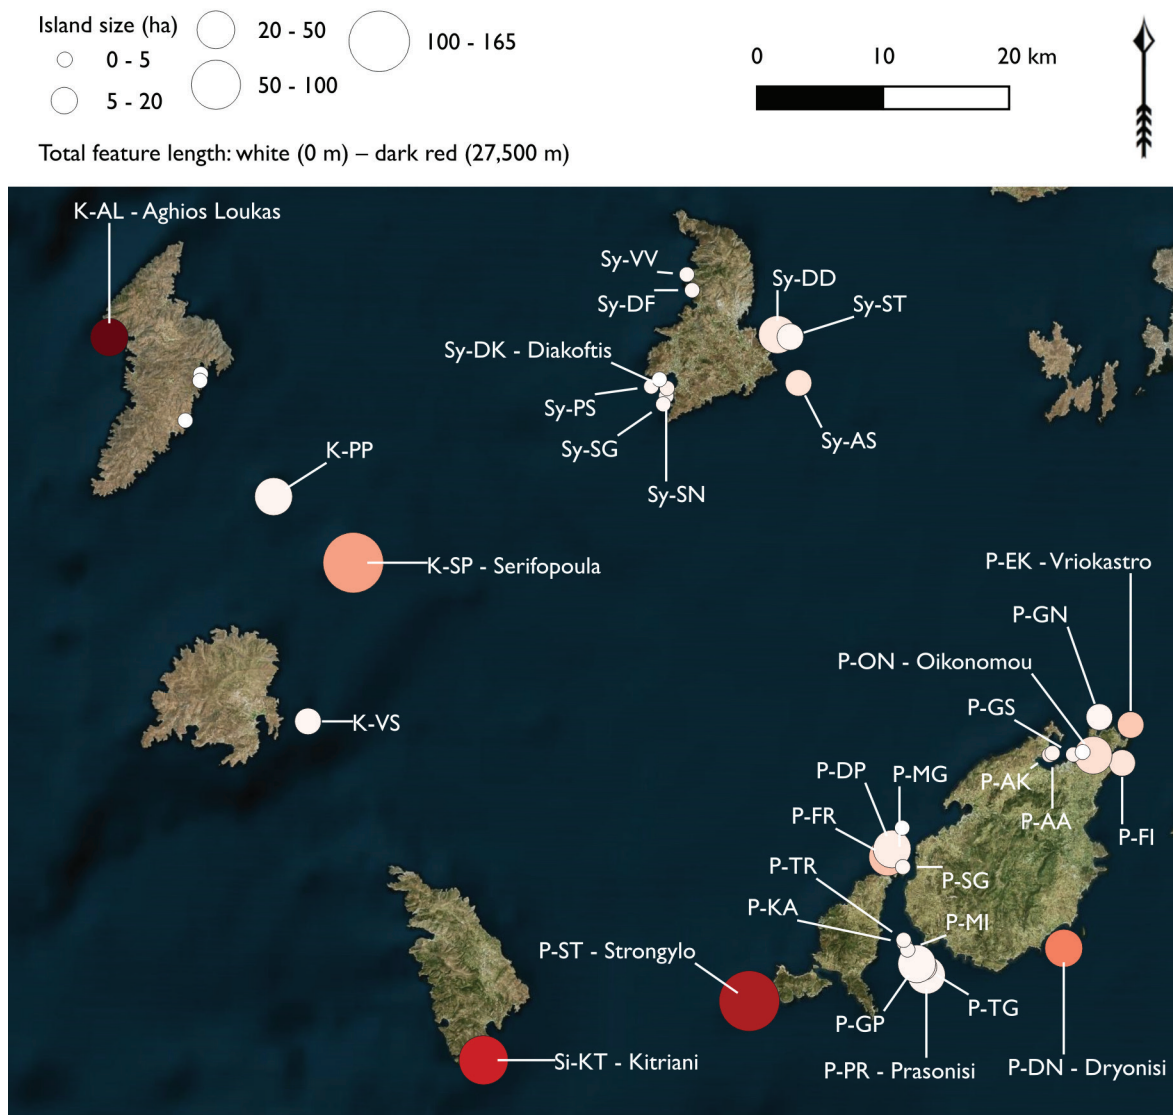 Island size (ha)
0 - 5
5 - 20
20 - 50
50 - 100
100 - 165
0 10 20 km
Total feature length: white (0 m) – dark red (27,500 m)
K-AL - Aghios Loukas
Sy-VV
Sy-DF
Sy-DD
Sy-ST
Sy-DK - Diakoftis
Sy-PS
Sy-SG
Sy-SN
Sy-AS
K-PP
K-SP - Serifopoula
K-VS
P-EK - Vriokastro
P-GN
P-ON - Oikonomou
P-GS
P-AK
P-AA
P-FI
P-DP
P-MG
P-FR
P-SG
P-TR
P-KA
P-MI
P-ST - Strongylo
P-TG
P-GP
P-PR - Prasonisi
P-DN - Dryonisi
Si-KT - Kitriani